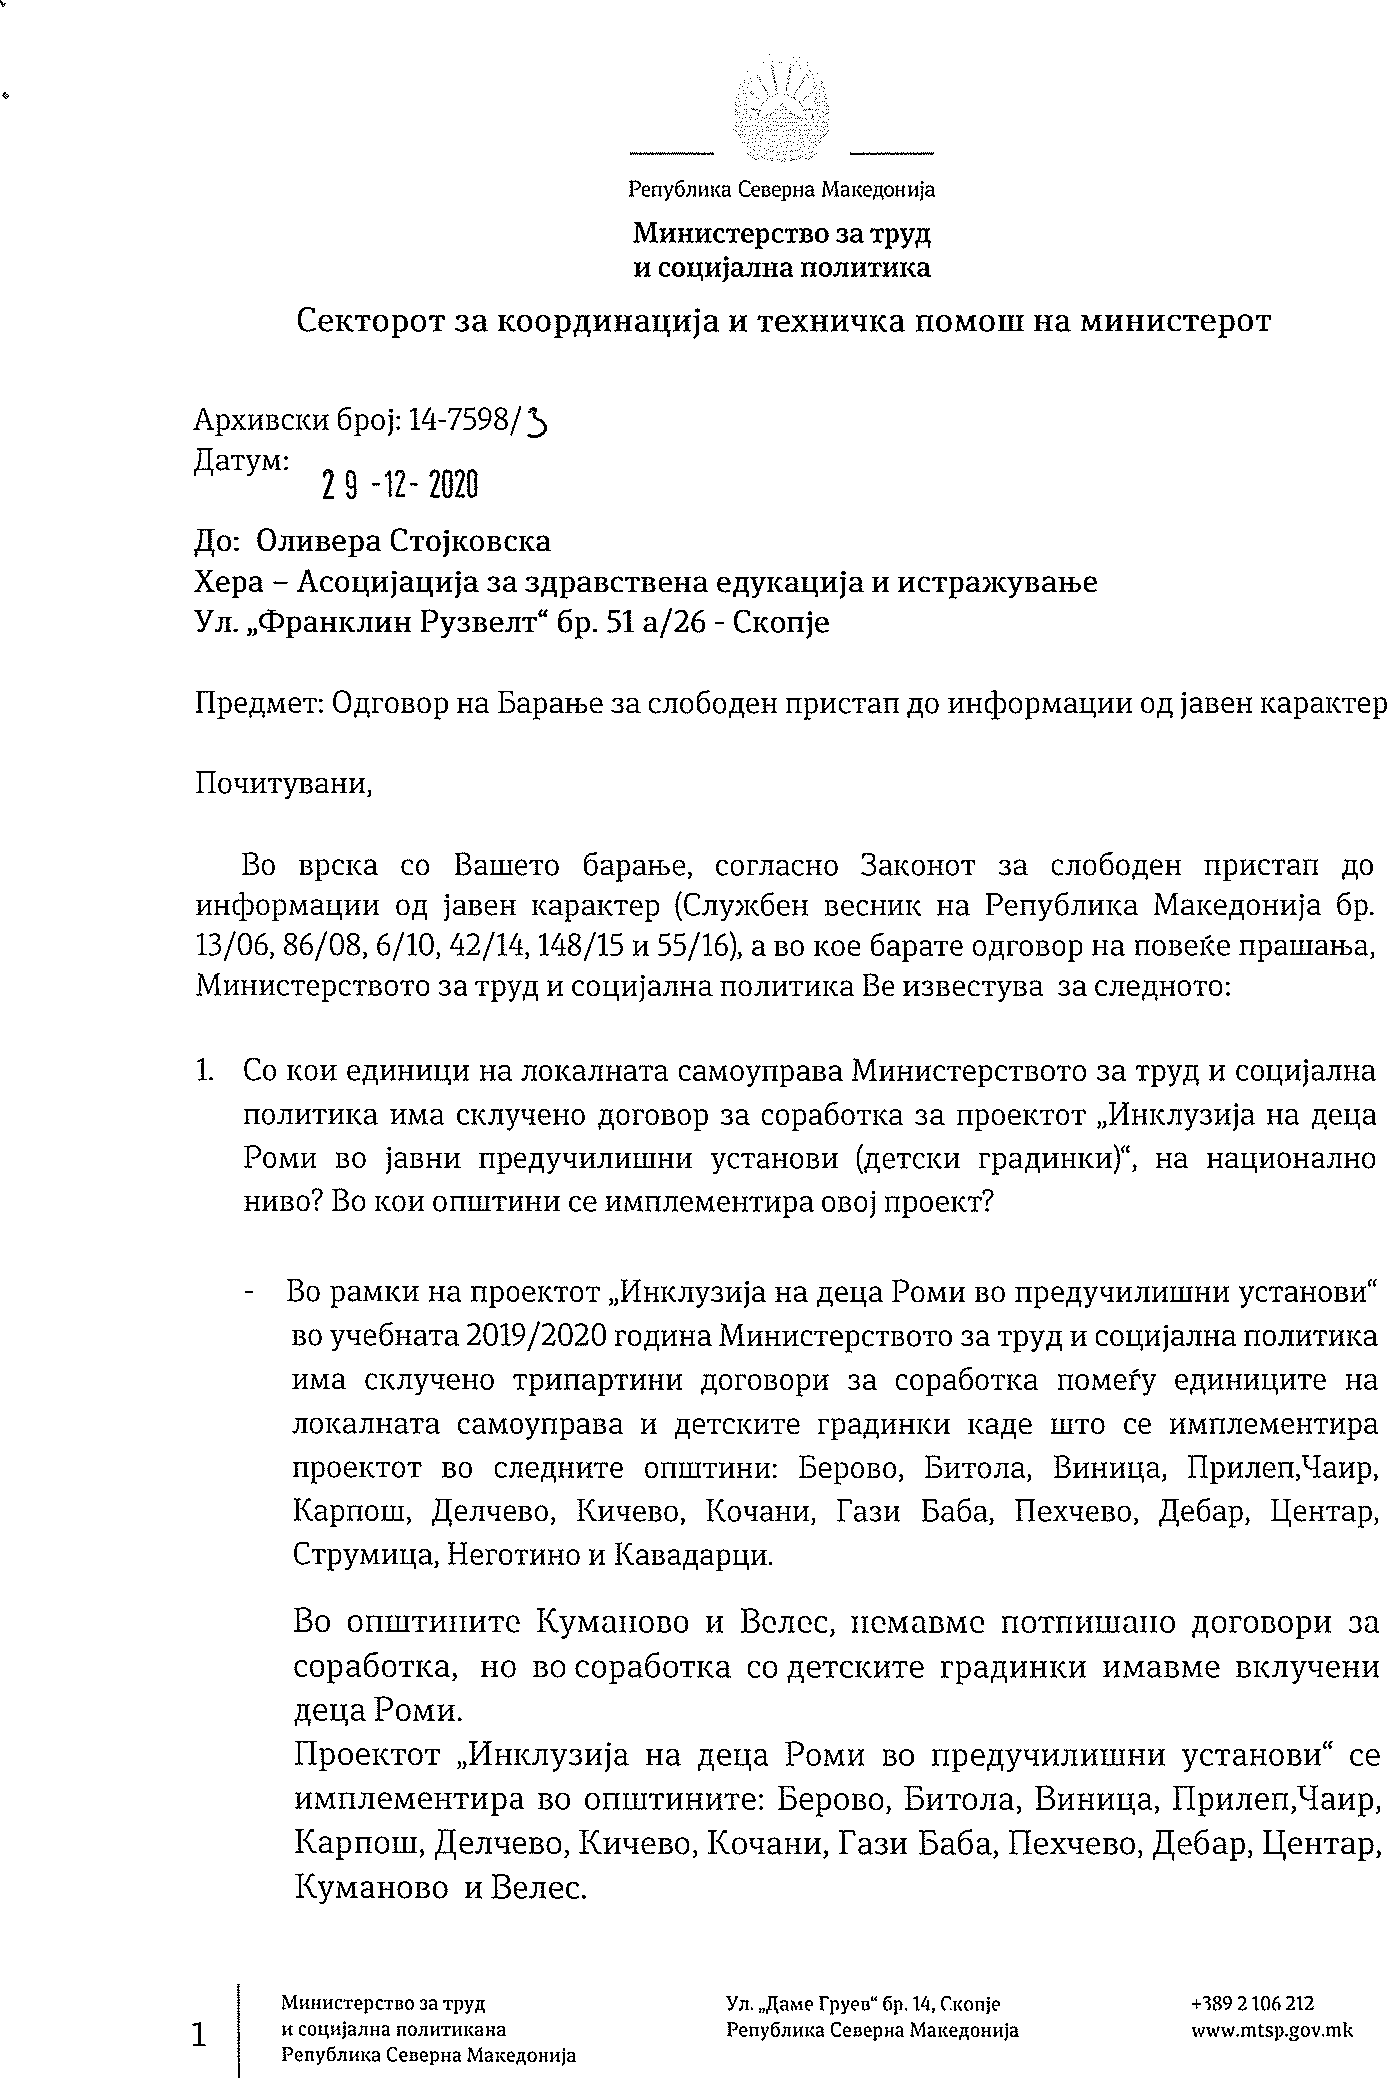 Република Северна Македонија
Министерство за труд
и социјална политика
Секторот за координација и техничка помош на министерот
Архивски број: 14-7598/3
Датум:
29-12-2020
До: Оливера Стојковска
Хера – Асоцијација за здравствена едукација и истражување
Ул. „Франклин Рузвелт“ бр. 51 а/26 - Скопје
Предмет: Одговор на Барање за слободен пристап до информации од јавен карактер
Почитувани,
Во врска со Вашето барање, согласно Законот за слободен пристап до
информации од јавен карактер (Службен весник на Република Македонија бр.
13/06, 86/08, 6/10, 42/14, 148/15 и 55/16), а во кое барате одговор на повеќе прашања,
Министерството за труд и социјална политика Ве известува за следното:
1. Со кои единици на локалната самоуправа Министерството за труд и социјална
политика има склучено договор за соработка за проектот „Инклузија на деца
Роми во јавни предучилишни установи (детски градинки)“, на национално
ниво? Во кои општини се имплементира овој проект?
- Во рамки на проектот „Инклузија на деца Роми во предучилишни установи“
во учебната 2019/2020 година Министерството за труд и социјална политика
има склучено трипартини договори за соработка помеѓу единиците на
локалната самоуправа и детските градинки каде што се имплементира
проектот во следните општини: Берово, Битола, Виница, Прилеп,Чаир,
Карпош, Делчево, Кичево, Кочани, Гази Баба, Пехчево, Дебар, Центар,
Струмица, Неготино и Кавадарци.
Во општините Куманово и Велес, немавме потпишано договори за
соработка, но во соработка со детските градинки имавме вклучени
деца Роми.
Проектот „Инклузија на деца Роми во предучилишни установи“ се
имплементира во општините: Берово, Битола, Виница, Прилеп,Чаир,
Карпош, Делчево, Кичево, Кочани, Гази Баба, Пехчево, Дебар, Центар,
Куманово и Велес.
1
Министерство за труд
и социјална политикана
Република Северна Македонија
Ул. „Даме Груев“ бр. 14, Скопје
Република Северна Македонија
+389 2 106 212
www.mtsp.gov.mk